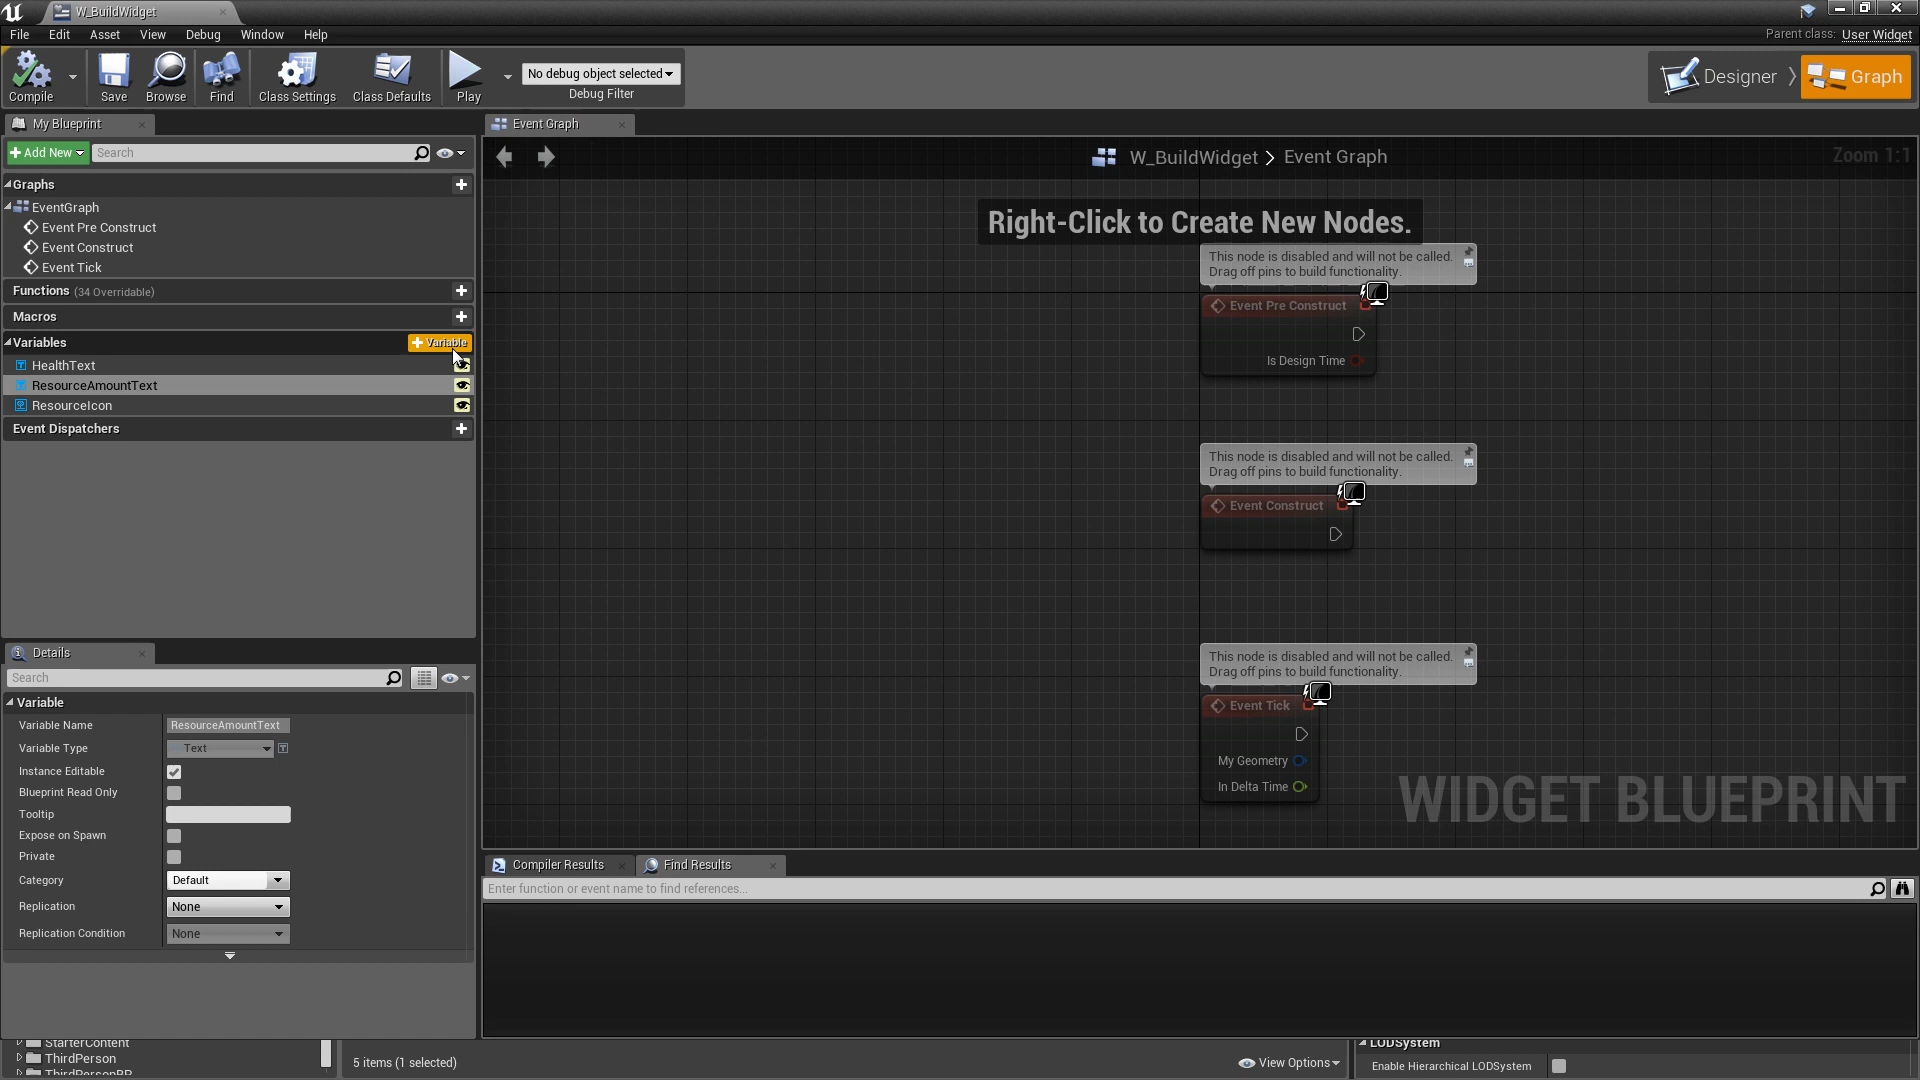 W_BuildWidget
File Edit Asset View Debug Window Help
Parent class: User Widget
Compile Save Browse Find Class Settings Class Defaults Play
No debug object selected
Debug Filter
Designer Graph
My Blueprint
Event Graph
Add New Search
W_BuildWidget > Event Graph
Zoom 1:1
Graphs
EventGraph
Event Pre Construct
Event Construct
Event Tick
Functions (34 Overridable)
Macros
Variables
Variable
HealthText
ResourceAmountText
ResourceIcon
Event Dispatchers
Right-Click to Create New Nodes.
This node is disabled and will not be called.
Drag off pins to build functionality.
Event Pre Construct
Is Design Time
This node is disabled and will not be called.
Drag off pins to build functionality.
Event Construct
This node is disabled and will not be called.
Drag off pins to build functionality.
Event Tick
My Geometry
In Delta Time
WIDGET BLUEPRINT
Details
Search
Variable
Variable Name ResourceAmountText
Variable Type Text
Instance Editable
Blueprint Read Only
Tooltip
Expose on Spawn
Private
Category Default
Replication None
Replication Condition None
Compiler Results Find Results
Enter function or event name to find references...
StarterContent
ThirdPerson
ThirdPersonBP
5 items (1 selected)
View Options
LODSystem
Enable Hierarchical LODSystem